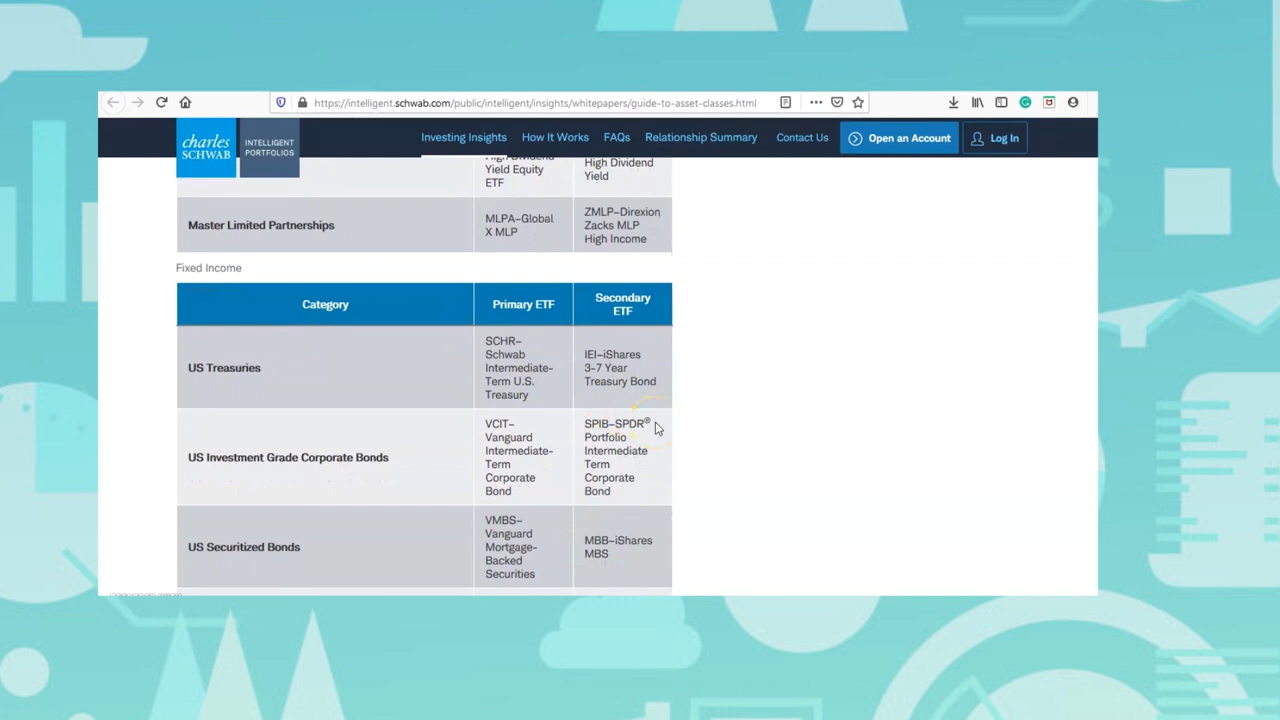 https://intelligent.schwab.com/public/intelligent/insights/whitepapers/guide-to-asset-classes.html
charles
SCHWAB
INTELLIGENT
PORTFOLIOS
Investing Insights
How It Works
FAQs
Relationship Summary
Contact Us
Open an Account
Log In
High Dividend
Yield Equity
ETF
High Dividend
Yield
Master Limited Partnerships
MLPA–Global
X MLP
ZMLP–Direxion
Zacks MLP
High Income
Fixed Income
Category
Primary ETF
Secondary
ETF
US Treasuries
SCHR–
Schwab
Intermediate-
Term U.S.
Treasury
IEI–iShares
3-7 Year
Treasury Bond
US Investment Grade Corporate Bonds
VCIT–
Vanguard
Intermediate-
Term
Corporate
Bond
SPIB–SPDR®
Portfolio
Intermediate
Term
Corporate
Bond
US Securitized Bonds
VMBS–
Vanguard
Mortgage-
Backed
Securities
MBB–iShares
MBS